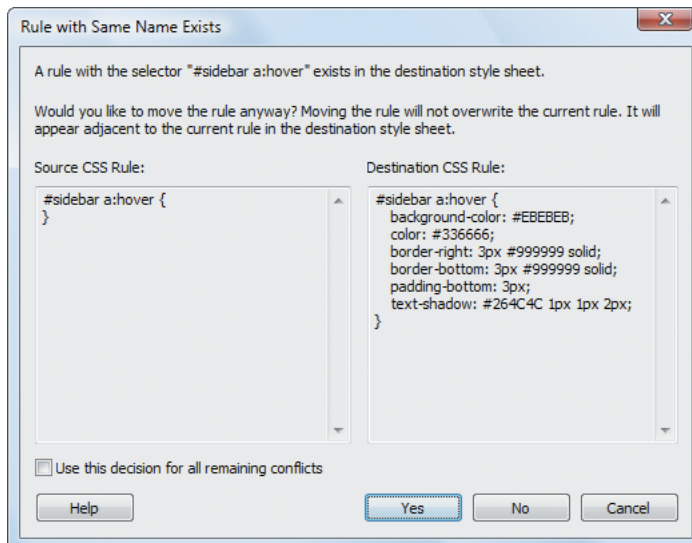 Rule with Same Name Exists
A rule with the selector "#sidebar a:hover" exists in the destination style sheet.
Would you like to move the rule anyway? Moving the rule will not overwrite the current rule. It will
appear adjacent to the current rule in the destination style sheet.
Source CSS Rule:
#sidebar a:hover {
}
Destination CSS Rule:
#sidebar a:hover {
background-color: #EBEBEB;
color: #336666;
border-right: 3px #999999 solid;
border-bottom: 3px #999999 solid;
padding-bottom: 3px;
text-shadow: #264C4C 1px 1px 2px;
}
Use this decision for all remaining conflicts
Help
Yes
No
Cancel